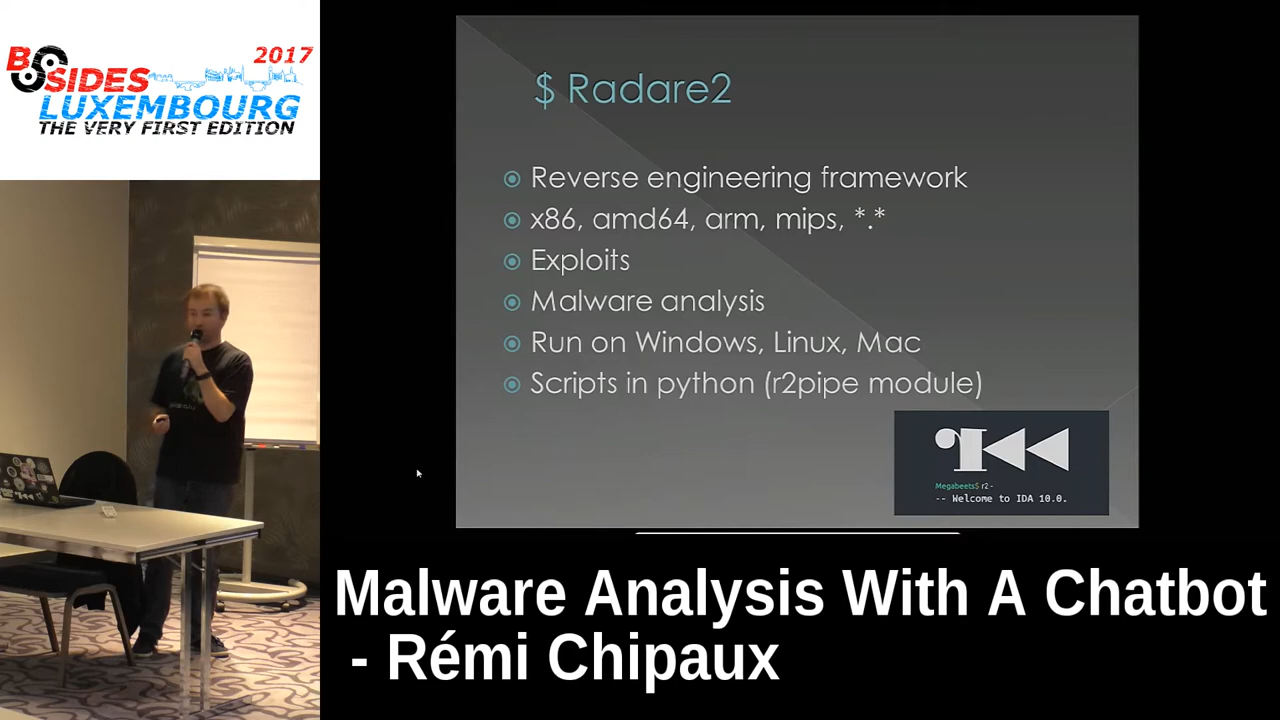 2017
BSIDES
LUXEMBOURG
THE VERY FIRST EDITION
$ Radare2
Reverse engineering framework
x86, amd64, arm, mips, *.*
Exploits
Malware analysis
Run on Windows, Linux, Mac
Scripts in python (r2pipe module)
Megabeets$ r2 -
-- Welcome to IDA 10.0.
Malware Analysis With A Chatbot
- Rémi Chipaux